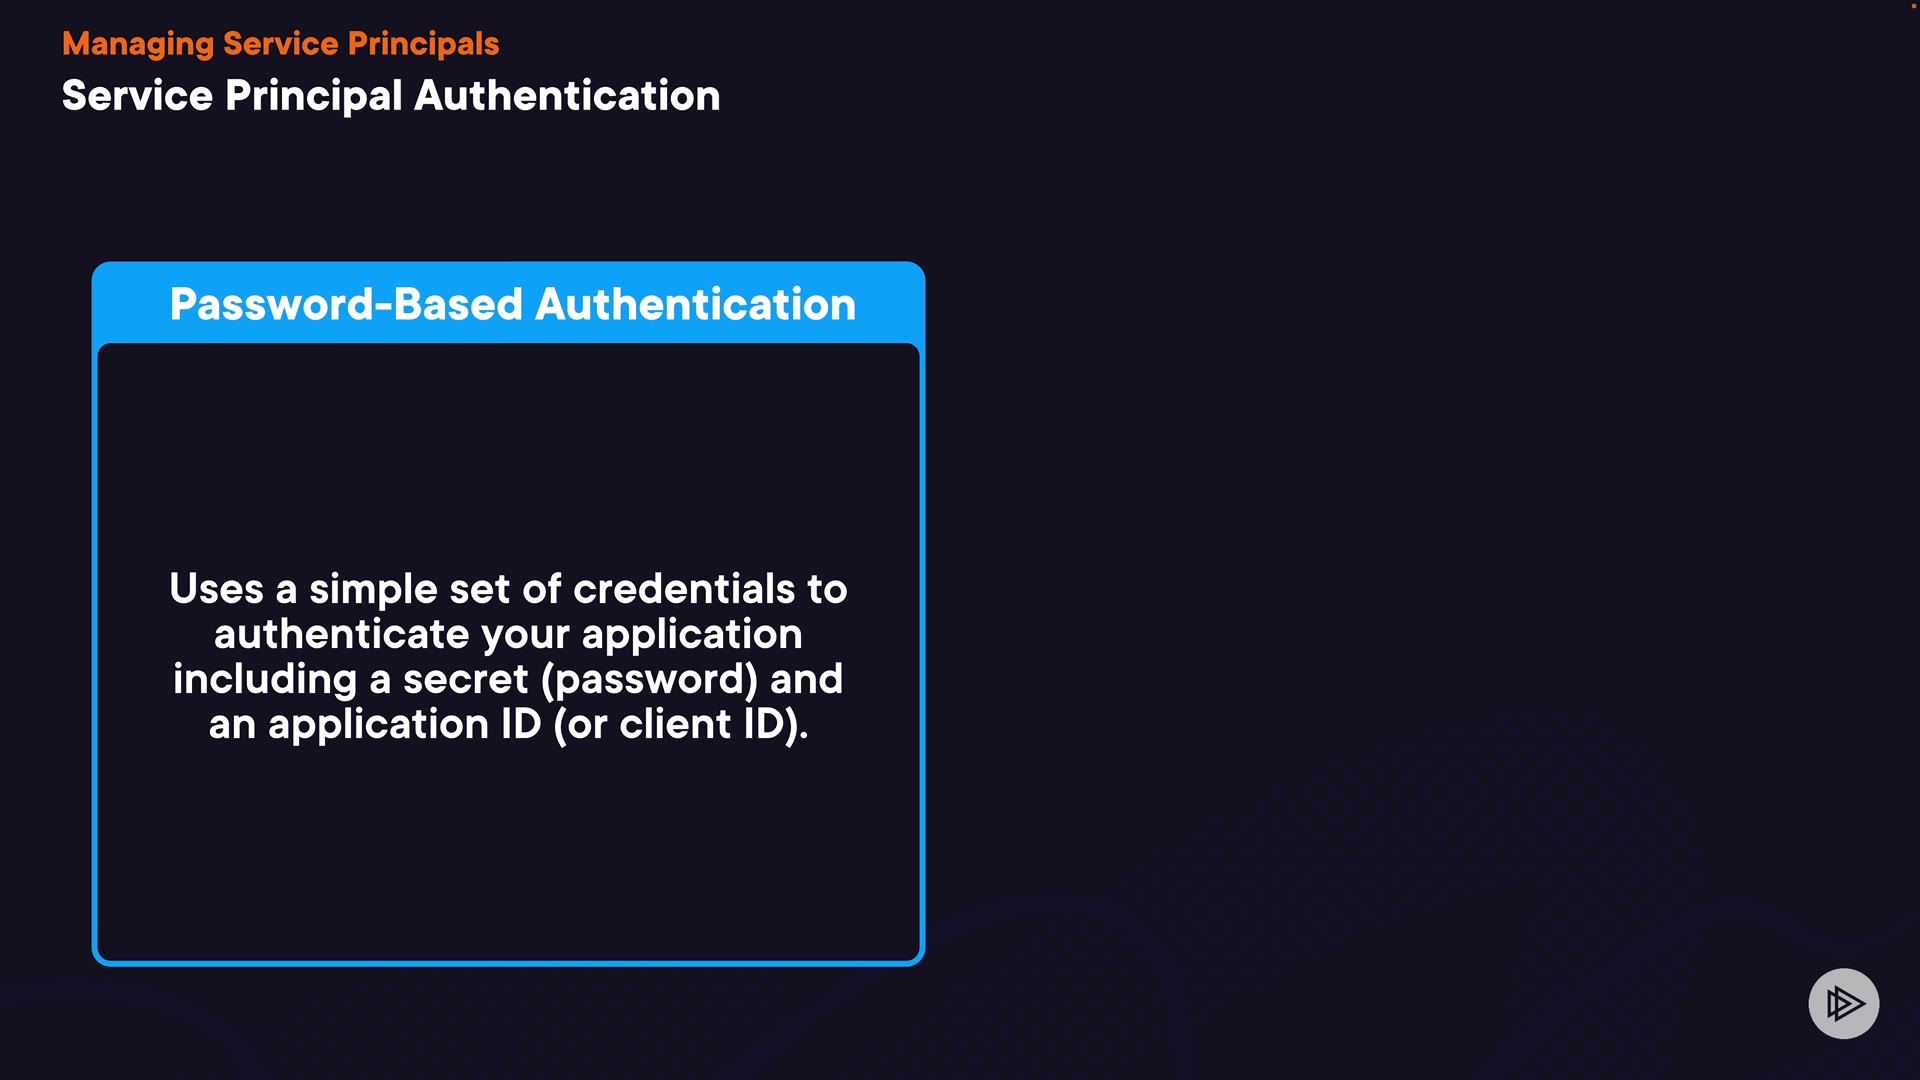 Managing Service Principals
Service Principal Authentication
Password-Based Authentication
Uses a simple set of credentials to
authenticate your application
including a secret (password) and
an application ID (or client ID).